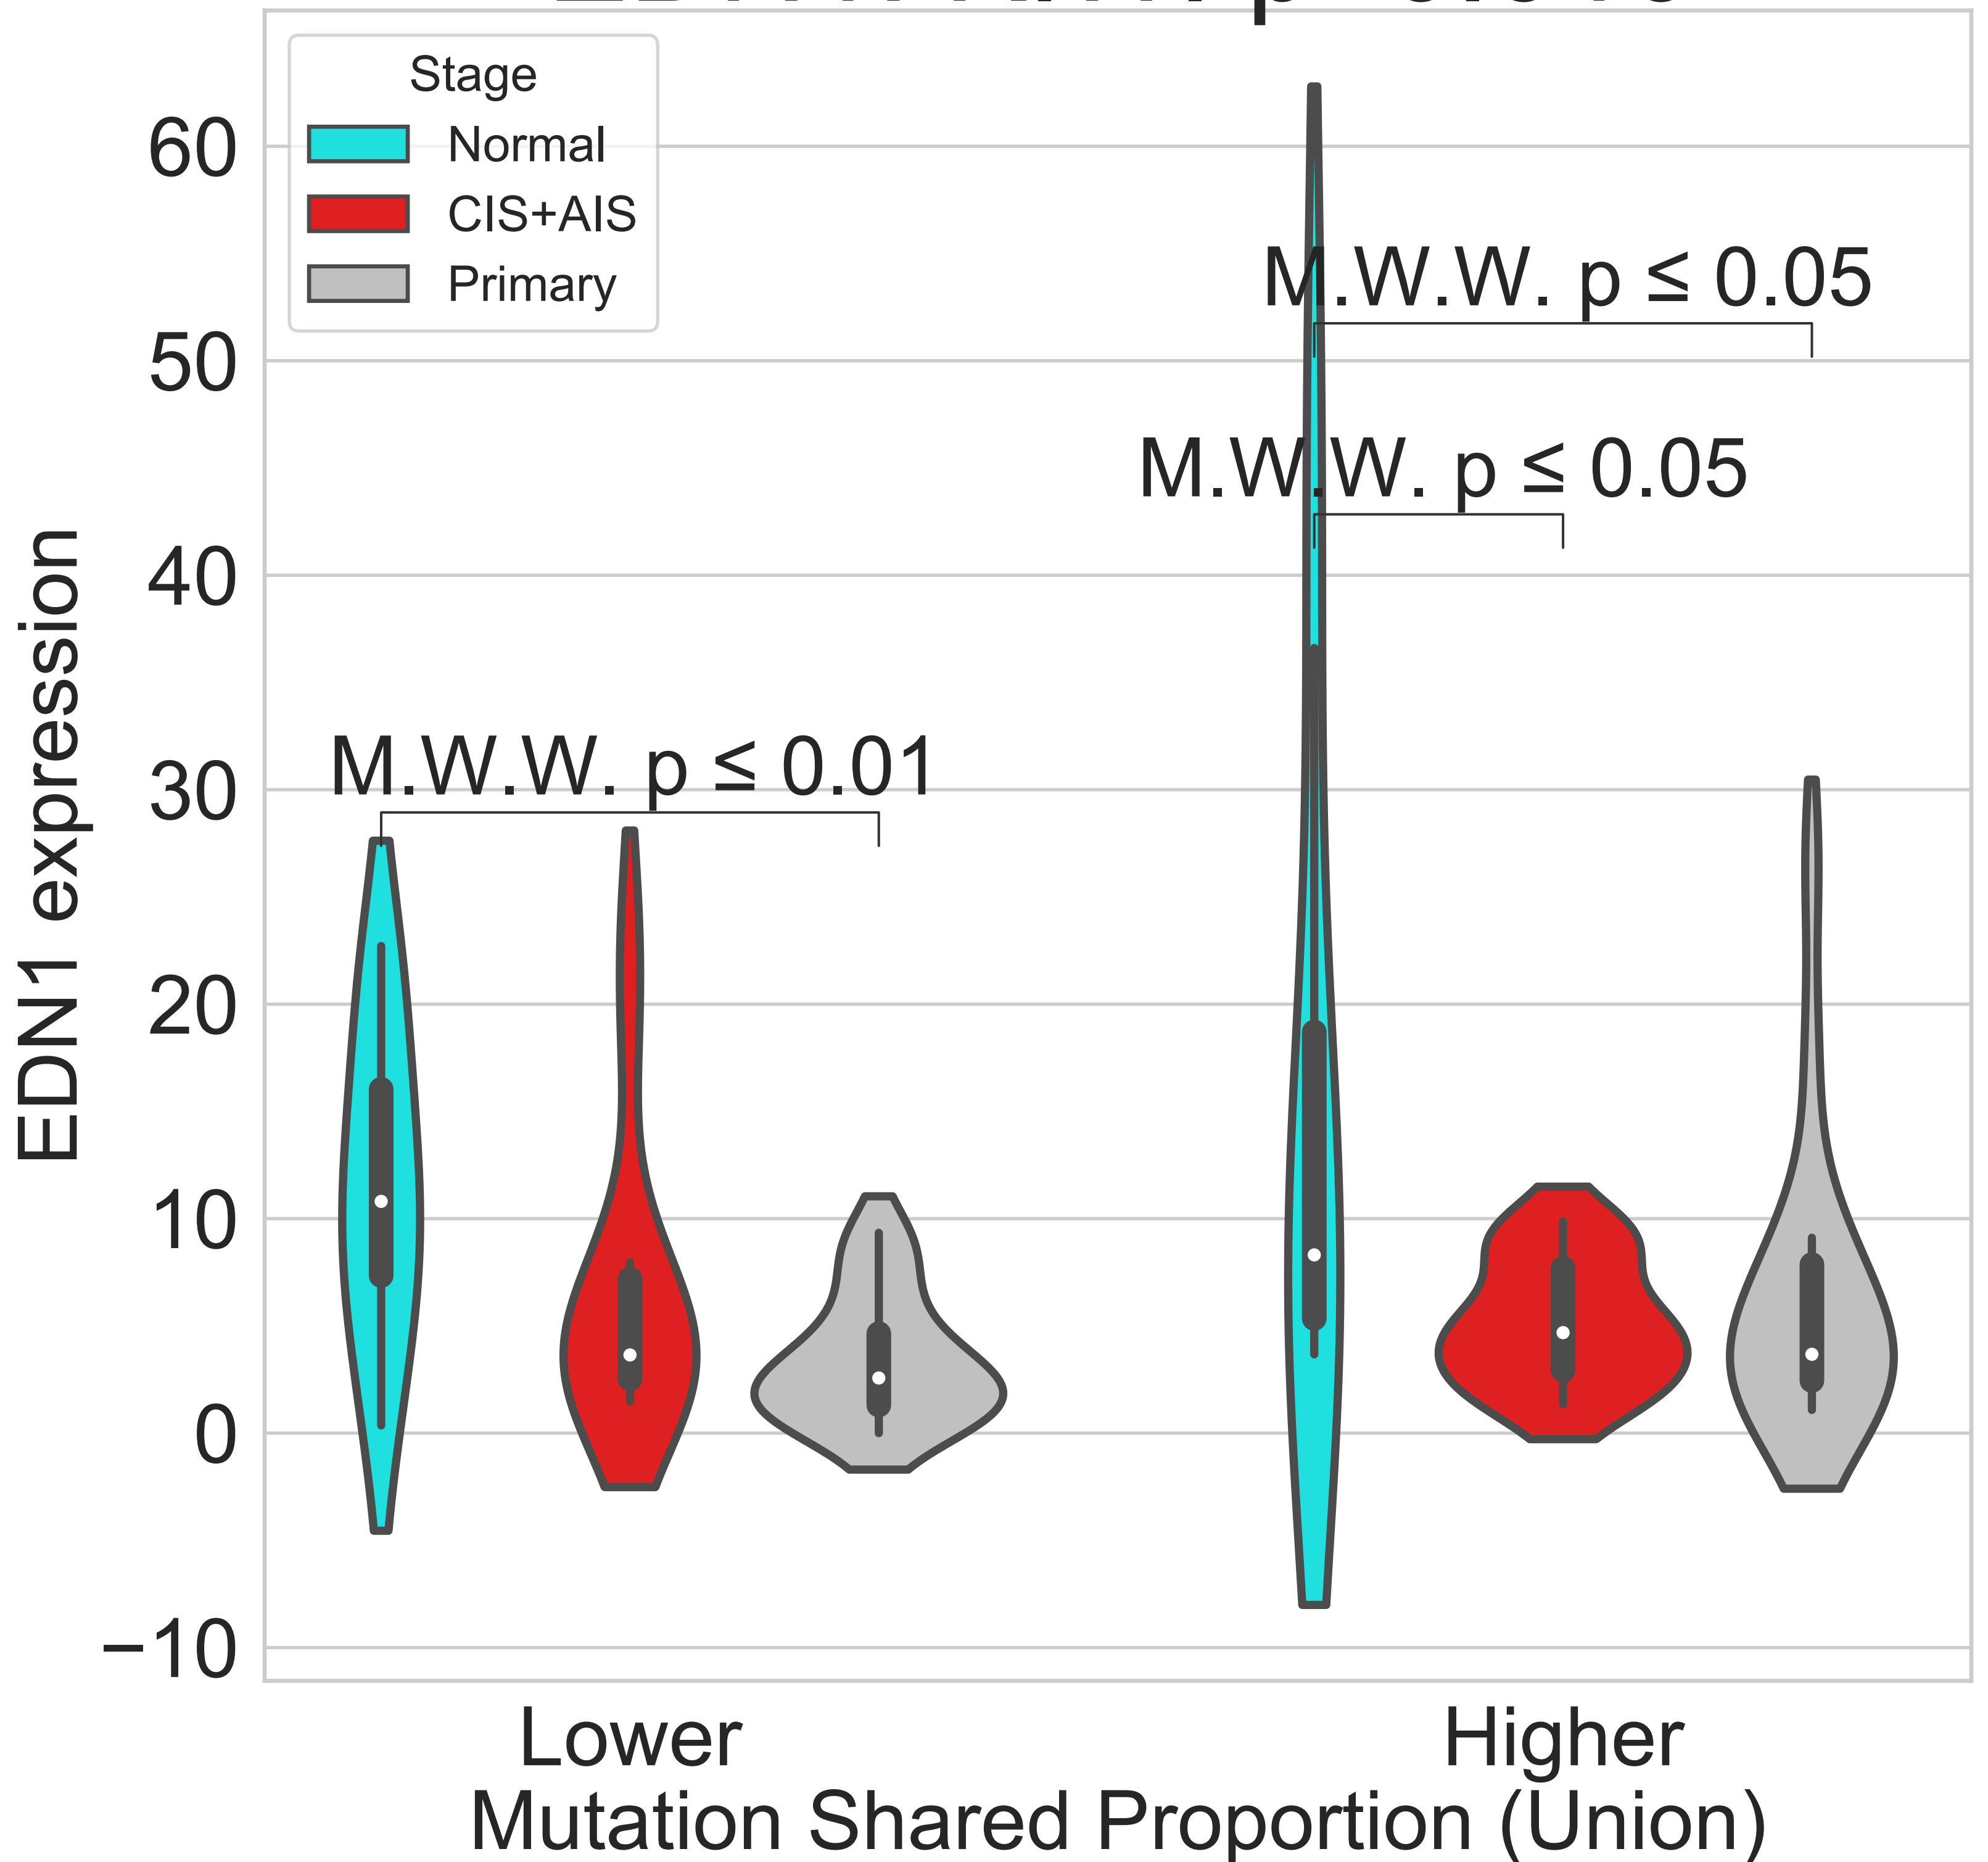 Stage
Normal
CIS+AIS
Primary
60
50
40
30
20
10
0
−10
EDN1 expression
M.W.W. p ≤ 0.05
M.W.W. p ≤ 0.05
M.W.W. p ≤ 0.01
Lower
Higher
Mutation Shared Proportion (Union)